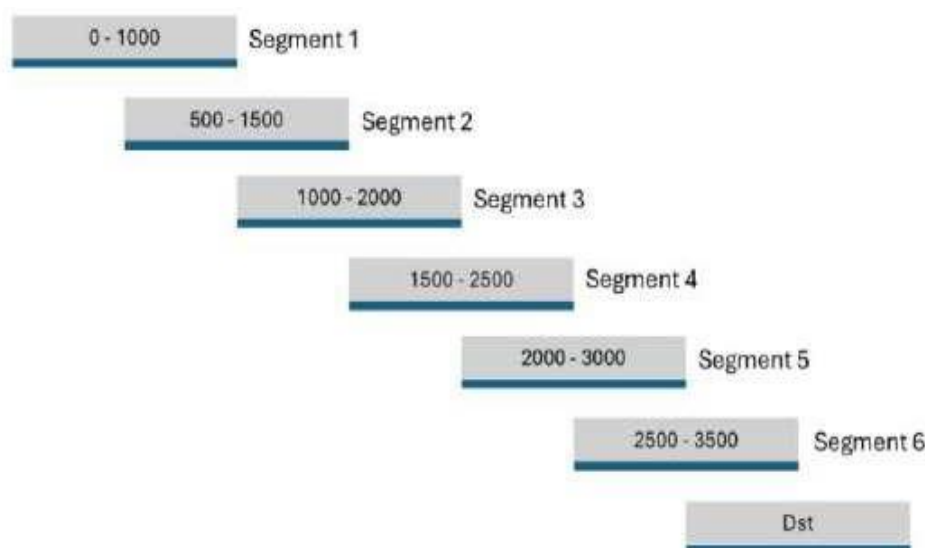 0 - 1000 Segment 1
500 - 1500 Segment 2
1000 - 2000 Segment 3
1500 - 2500 Segment 4
2000 - 3000 Segment 5
2500 - 3500 Segment 6
Dst